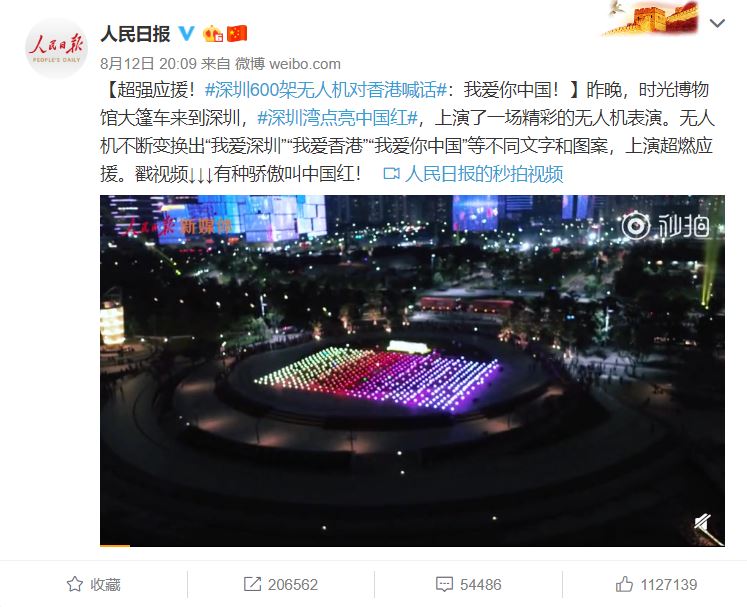 人民日报
PEOPLE'S DAILY
人民日报
8月12日 20:09 来自 微博 weibo.com
【超强应援！#深圳600架无人机对香港喊话#：我爱你中国！】昨晚，时光博物
馆大篷车来到深圳，#深圳湾点亮中国红#，上演了一场精彩的无人机表演。无人
机不断变换出“我爱深圳”“我爱香港”“我爱你中国”等不同文字和图案，上演超燃应
援。戳视频↓↓↓有种骄傲叫中国红！ 人民日报的秒拍视频
人民日报 新媒体
秒拍
收藏 206562 54486 1127139